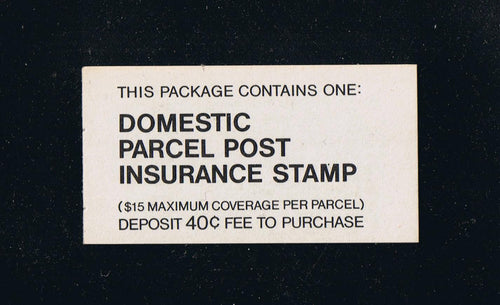 THIS PACKAGE CONTAINS ONE:
DOMESTIC
PARCEL POST
INSURANCE STAMP
($15 MAXIMUM COVERAGE PER PARCEL)
DEPOSIT 40¢ FEE TO PURCHASE